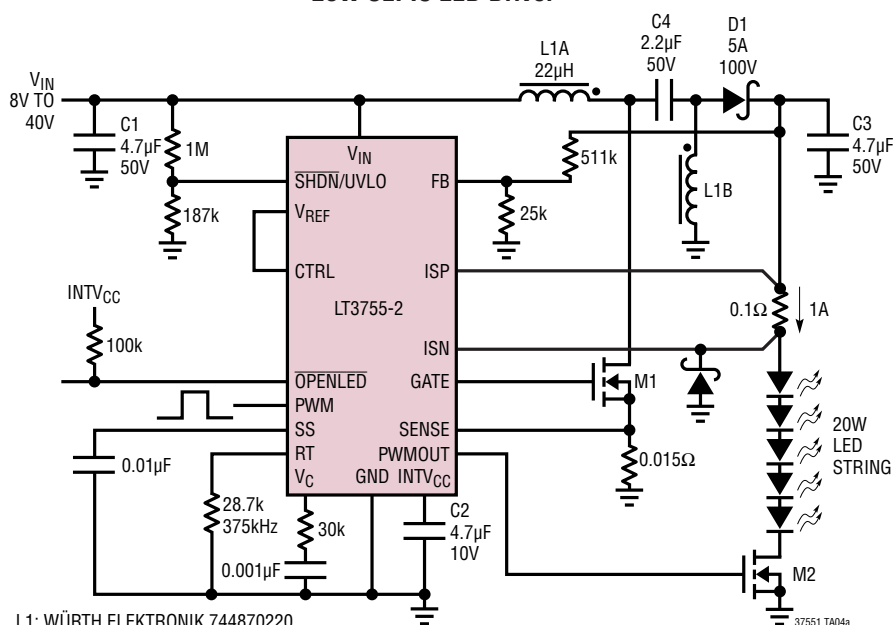 L1A
22µH
C4
2.2µF
50V
D1
5A
100V
VIN
8V TO
40V
C1
4.7µF
50V
1M
187k
VIN
SHDN/UVLO
VREF
CTRL
LT3755-2
OPENLED
PWM
SS
RT
VC
GND
INTVCC
FB
ISP
ISN
GATE
SENSE
PWMOUT
511k
25k
L1B
C3
4.7µF
50V
0.1Ω
1A
INTVCC
100k
M1
0.015Ω
20W
LED
STRING
M2
0.01µF
28.7k
375kHz
30k
0.001µF
C2
4.7µF
10V
L1: WÜRTH ELEKTRONIK 744870220
37551 TA04a